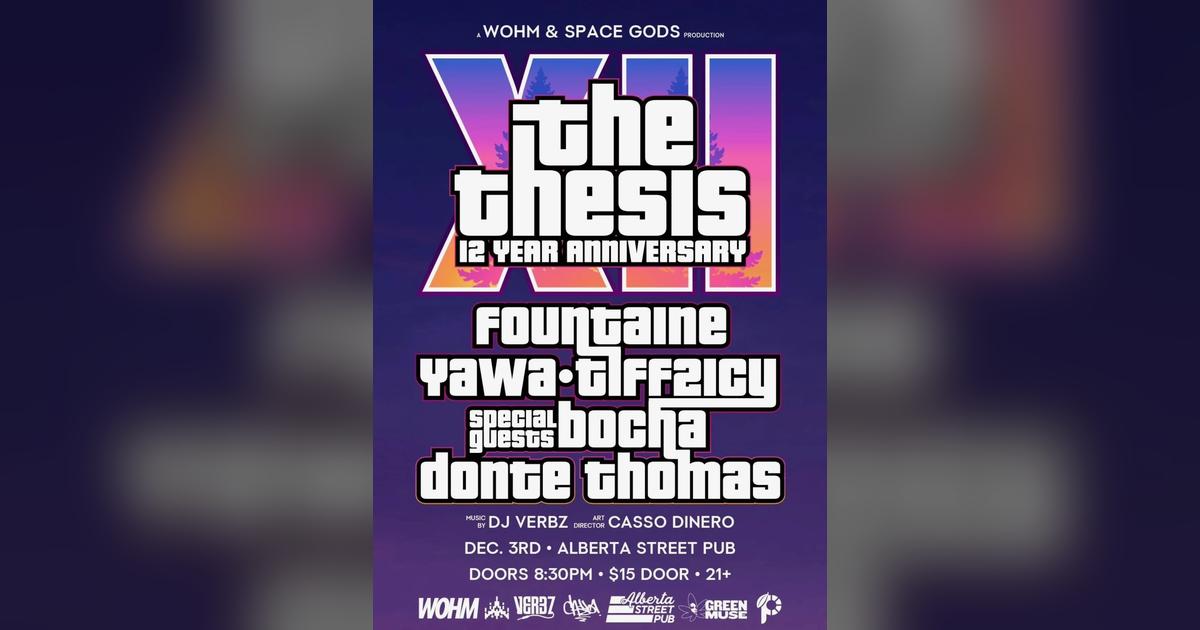 A WOHM & SPACE GODS PRODUCTION
XII
the
thesis
12 YEAR ANNIVERSARY
fountaine
yawa • tiff2icy
special guests bocha
donte thomas
MUSIC BY DJ VERBZ ART DIRECTOR CASSO DINERO
DEC. 3RD • ALBERTA STREET PUB
DOORS 8:30PM • $15 DOOR • 21+
WOHM VERBZ Alberta STREET PUB GREEN MUSE